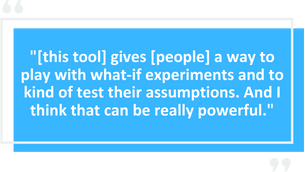 "[this tool] gives [people] a way to
play with what-if experiments and to
kind of test their assumptions. And I
think that can be really powerful."